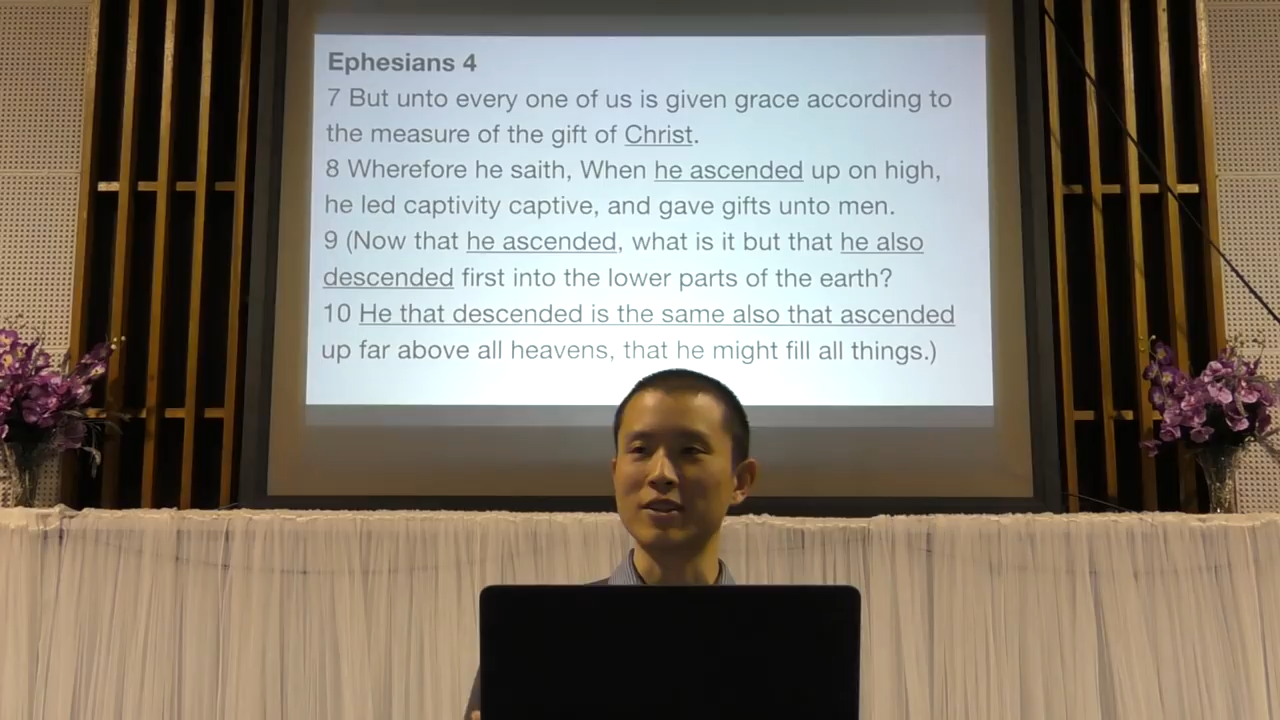 Ephesians 4
7 But unto every one of us is given grace according to
the measure of the gift of Christ.
8 Wherefore he saith, When he ascended up on high,
he led captivity captive, and gave gifts unto men.
9 (Now that he ascended, what is it but that he also
descended first into the lower parts of the earth?
10 He that descended is the same also that ascended
up far above all heavens, that he might fill all things.)